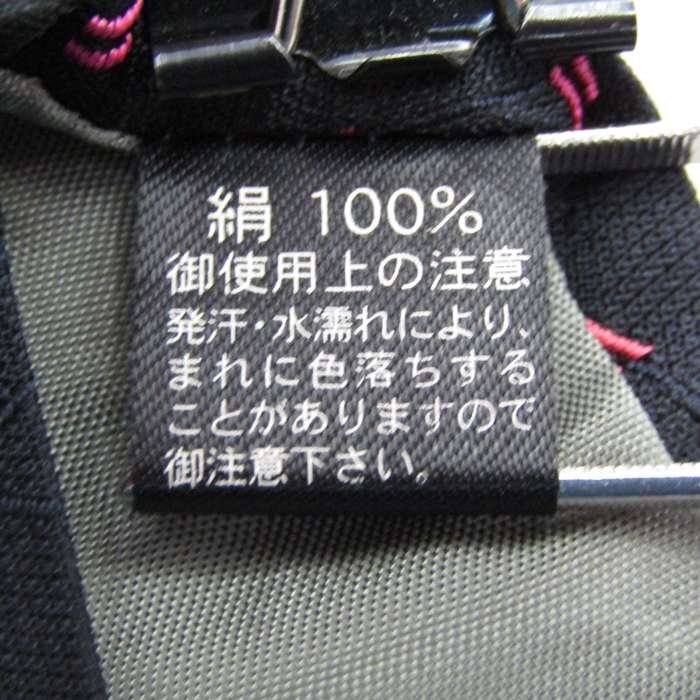 絹 100%
御使用上の注意
発汗・水濡れにより、
まれに色落ちする
ことがありますので
御注意下さい。